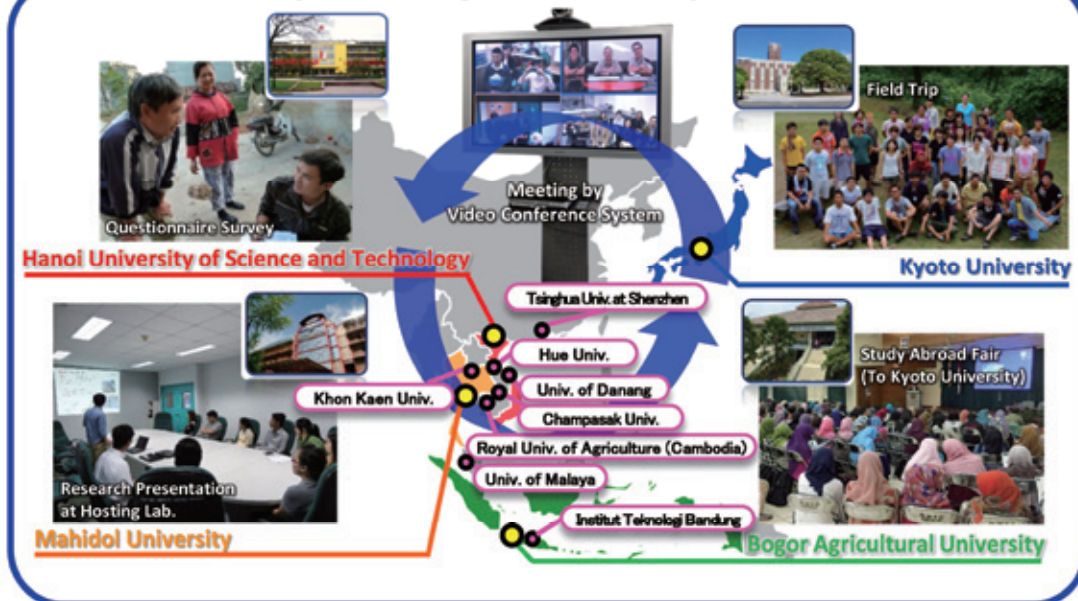 Meeting by
Video Conference System
Questionnaire Survey
Hanoi University of Science and Technology
Field Trip
Kyoto University
Tsinghua Univ. at Shenzhen
Hue Univ.
Khon Kaen Univ.
Univ. of Danang
Champasak Univ.
Royal Univ. of Agriculture (Cambodia)
Univ. of Malaya
Institut Teknologi Bandung
Research Presentation
at Hosting Lab.
Mahidol University
Study Abroad Fair
(To Kyoto University)
Bogor Agricultural University